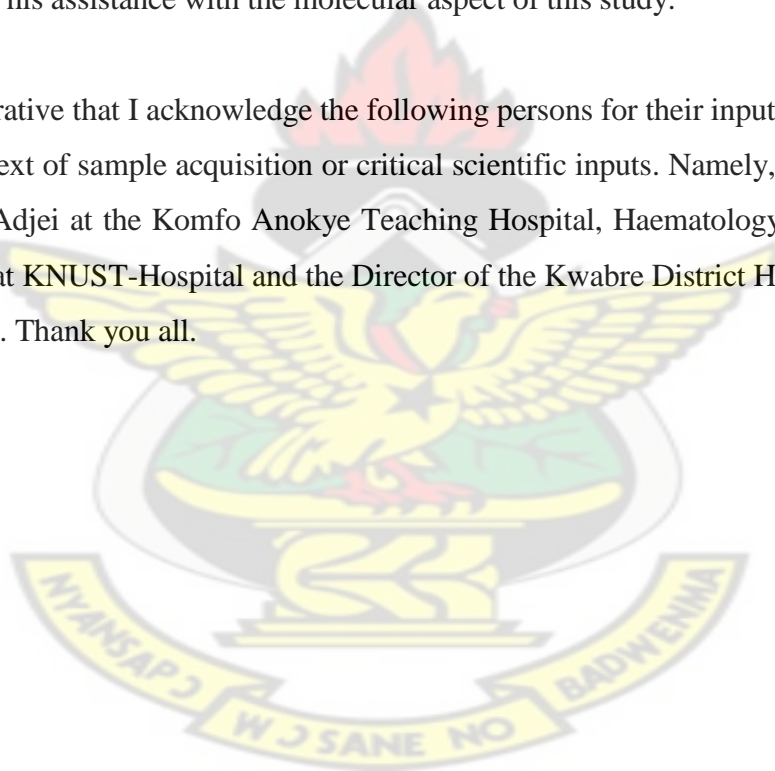 his assistance with the molecular aspect of this study.
rative that I acknowledge the following persons for their input
ext of sample acquisition or critical scientific inputs. Namely,
Adjei at the Komfo Anokye Teaching Hospital, Haematology
at KNUST-Hospital and the Director of the Kwabre District H
. Thank you all.
NYANSAPƆ WƆSANE NO BADWENMA